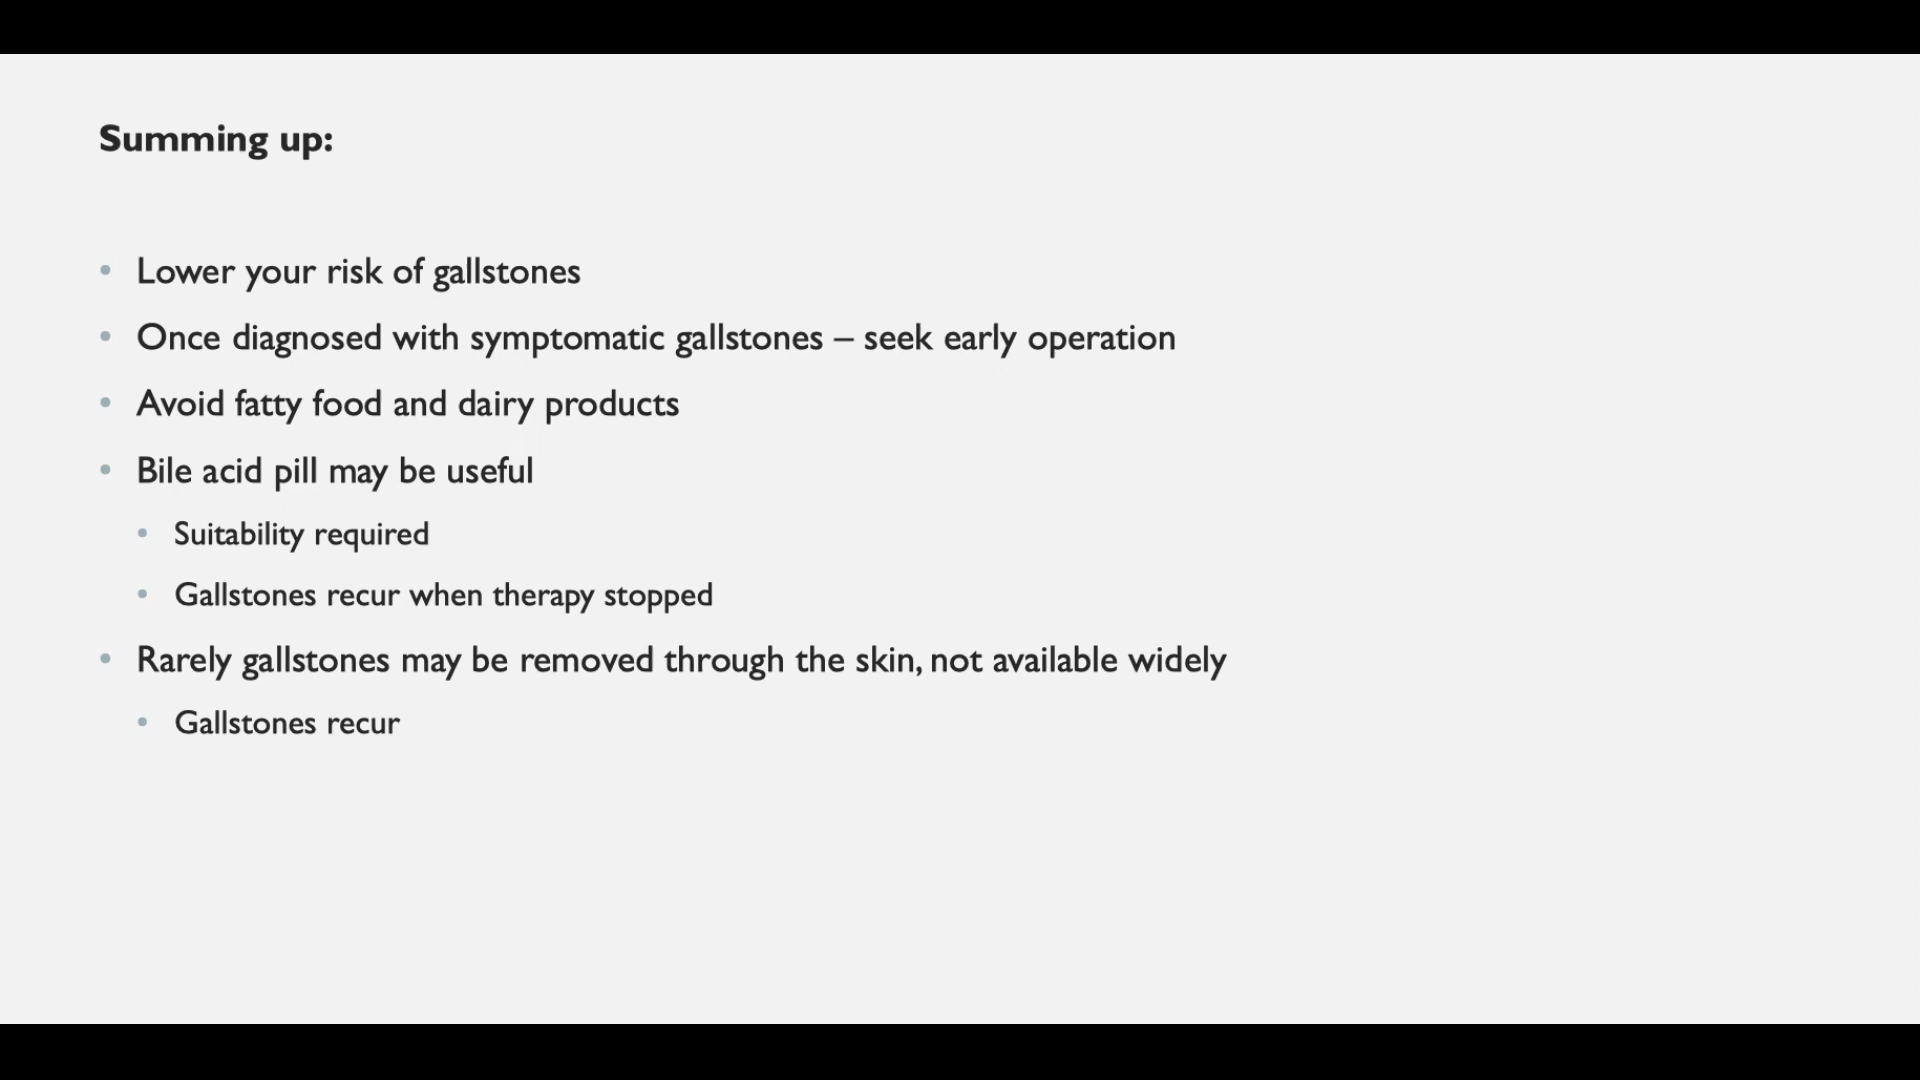 Summing up:
• Lower your risk of gallstones
• Once diagnosed with symptomatic gallstones – seek early operation
• Avoid fatty food and dairy products
• Bile acid pill may be useful
• Suitability required
• Gallstones recur when therapy stopped
• Rarely gallstones may be removed through the skin, not available widely
• Gallstones recur